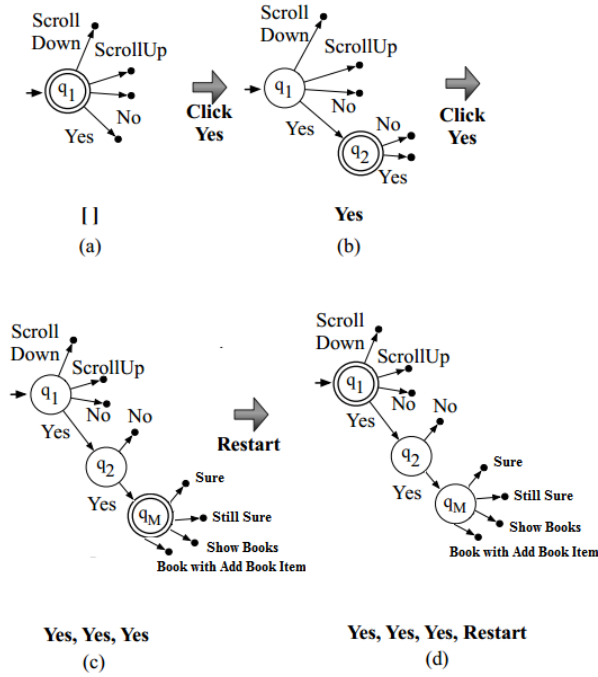 Scroll
Down
ScrollUp
q1
No
Yes
[ ]
(a)
Click
Yes
Scroll
Down
ScrollUp
q1
No
Yes
No
q2
Yes
Yes
(b)
Click
Yes
Scroll
Down
ScrollUp
q1
No
No
Yes
q2
Yes
Sure
qM
Still Sure
Show Books
Book with Add Book Item
Yes, Yes, Yes
(c)
Restart
Scroll
Down
ScrollUp
q1
No
No
Yes
q2
Yes
Sure
qM
Still Sure
Show Books
Book with Add Book Item
Yes, Yes, Yes, Restart
(d)